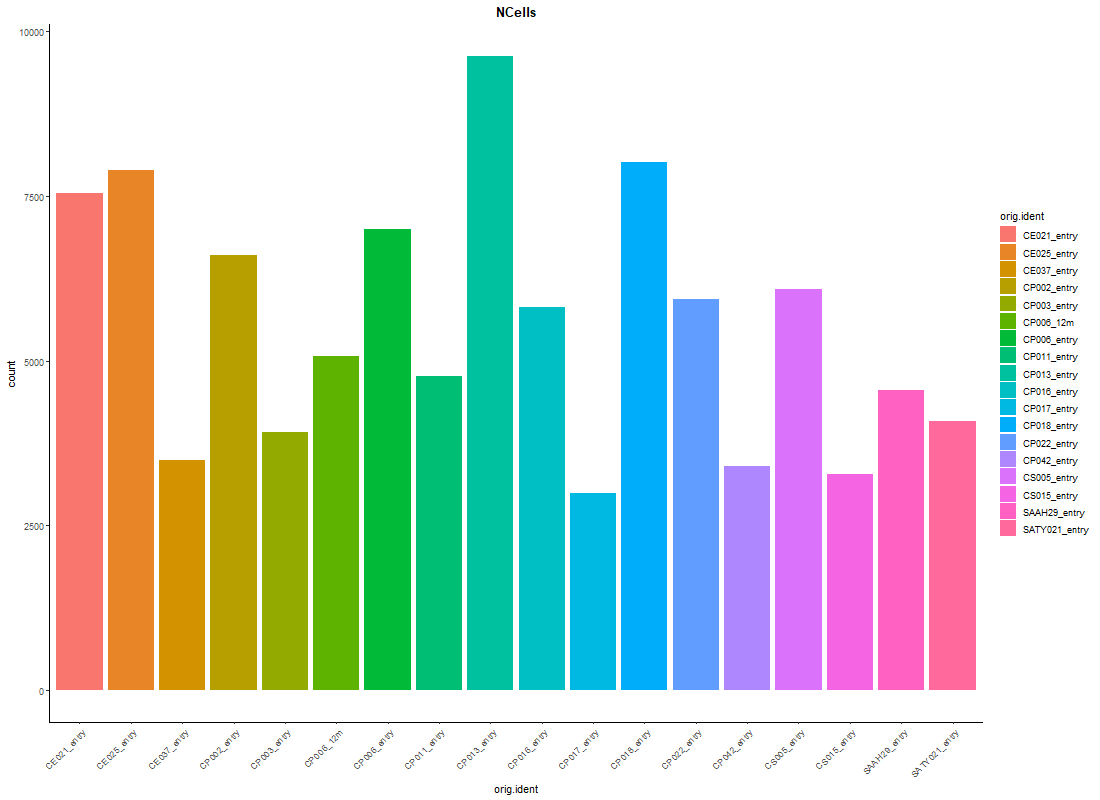 NCells
10000
7500
5000
2500
0
count
CE021_entry
CE025_entry
CE037_entry
CP002_entry
CP003_entry
CP006_12m
CP006_entry
CP011_entry
CP013_entry
CP016_entry
CP017_entry
CP018_entry
CP022_entry
CP042_entry
CS005_entry
CS015_entry
SAAH29_entry
SATY021_entry
orig.ident
orig.ident
CE021_entry
CE025_entry
CE037_entry
CP002_entry
CP003_entry
CP006_12m
CP006_entry
CP011_entry
CP013_entry
CP016_entry
CP017_entry
CP018_entry
CP022_entry
CP042_entry
CS005_entry
CS015_entry
SAAH29_entry
SATY021_entry